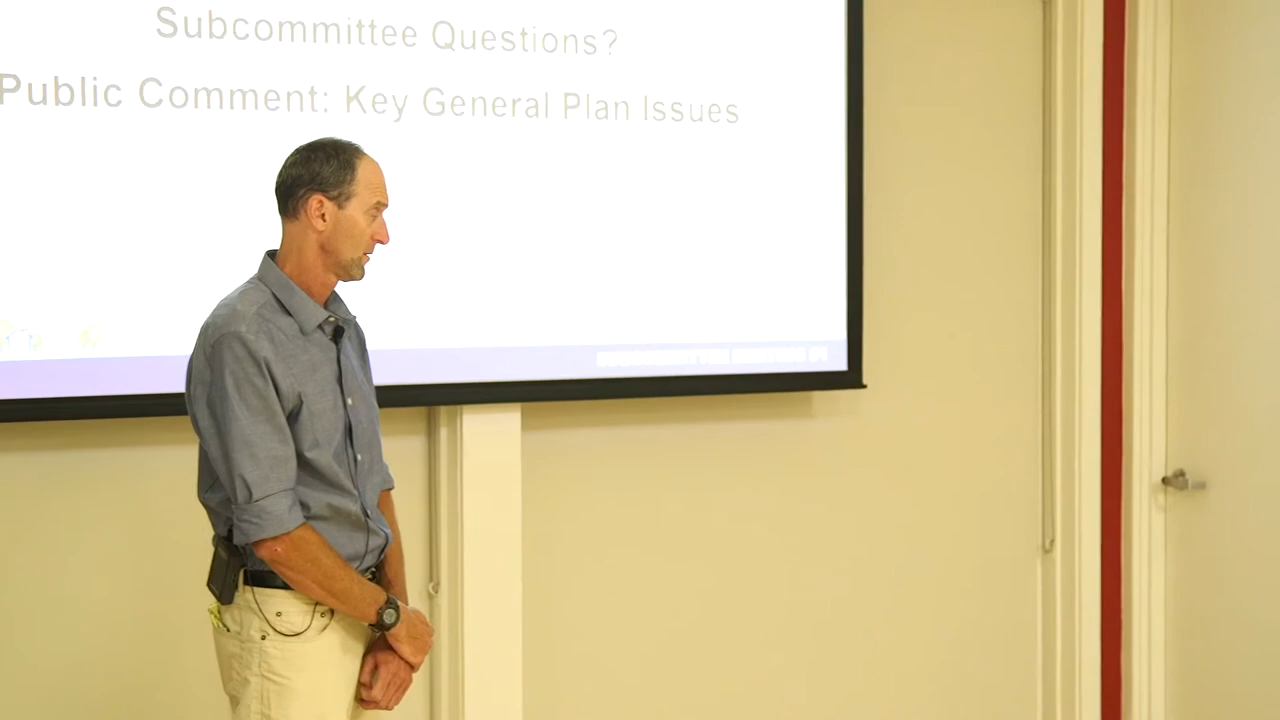 Subcommittee Questions?
Public Comment: Key General Plan Issues